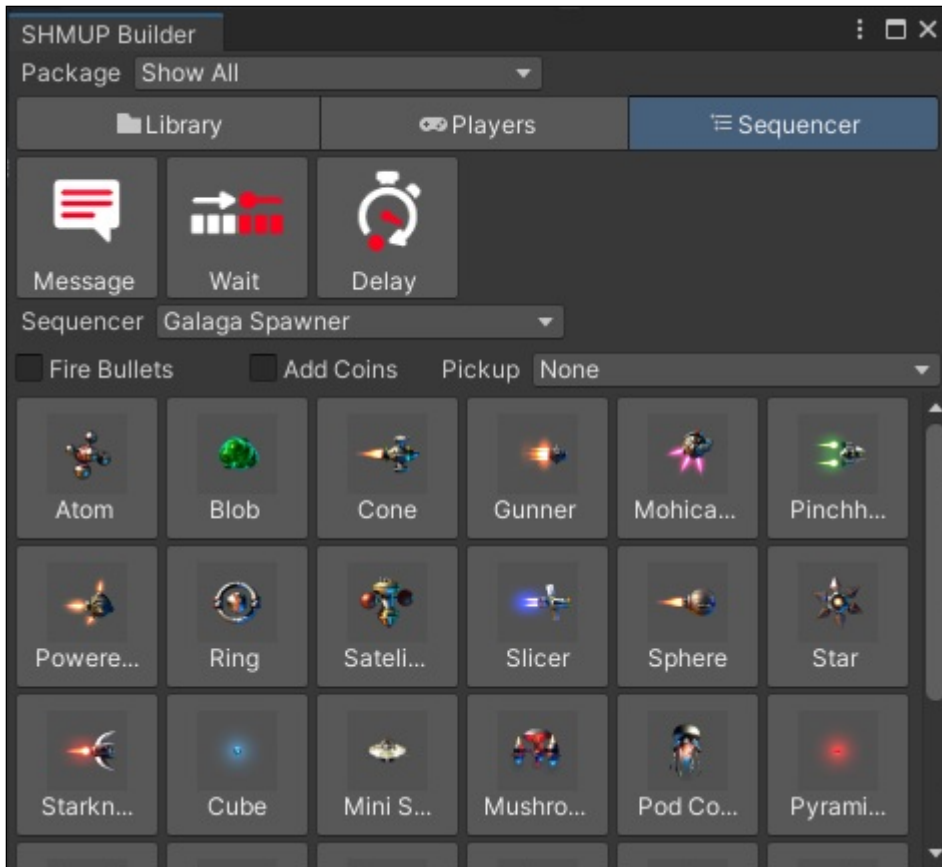 SHMUP Builder
Package Show All
Library Players Sequencer
Message Wait Delay
Sequencer Galaga Spawner
Fire Bullets Add Coins Pickup None
Atom Blob Cone Gunner Mohica... Pinchh...
Powere... Ring Sateli... Slicer Sphere Star
Starkn... Cube Mini S... Mushro... Pod Co... Pyrami...